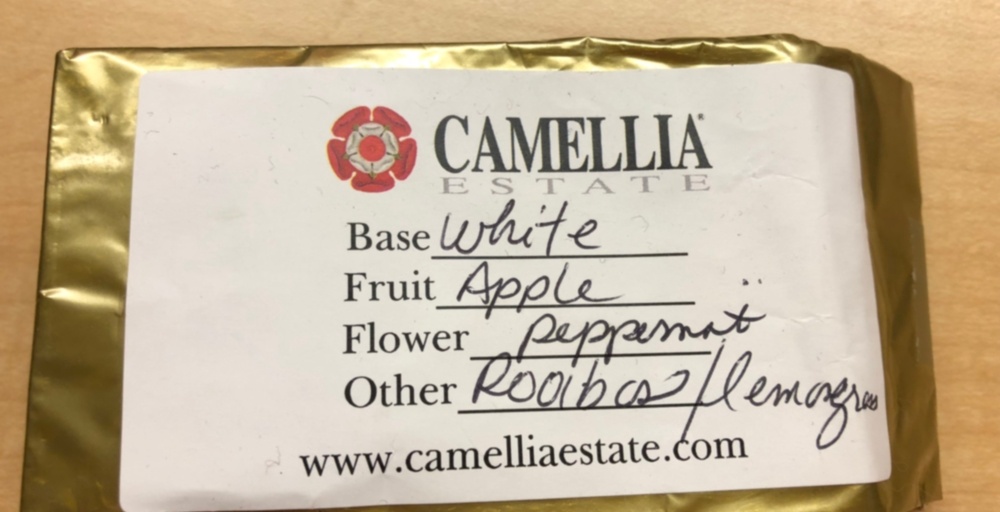 CAMELLIA
ESTATE
Base White
Fruit Apple
Flower peppermint
Other Rooibos/lemongrass
www.camelliaestate.com